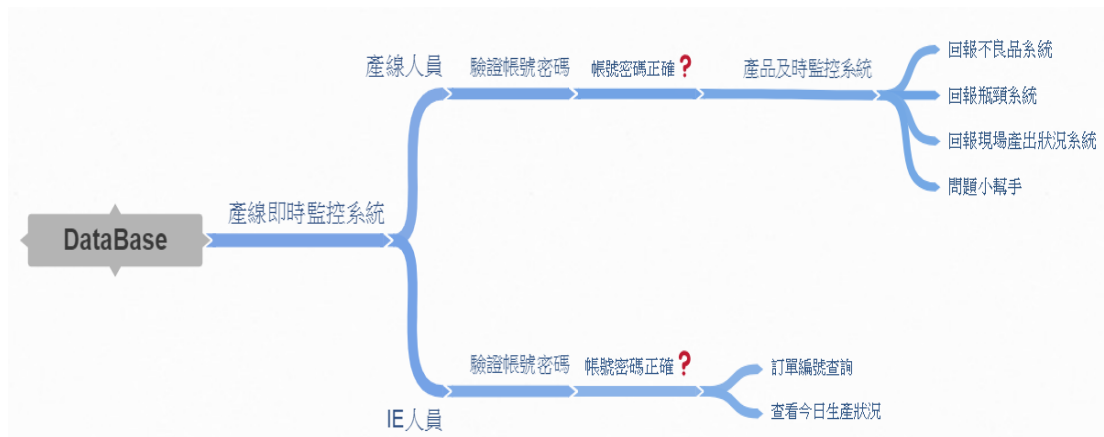 DataBase
產線即時監控系統
產線人員
驗證帳號密碼
帳號密碼正確❓
產品及時監控系統
回報不良品系統
回報瓶頸系統
回報現場產出狀況系統
問題小幫手
IE人員
驗證帳號密碼
帳號密碼正確❓
訂單編號查詢
查看今日生產狀況